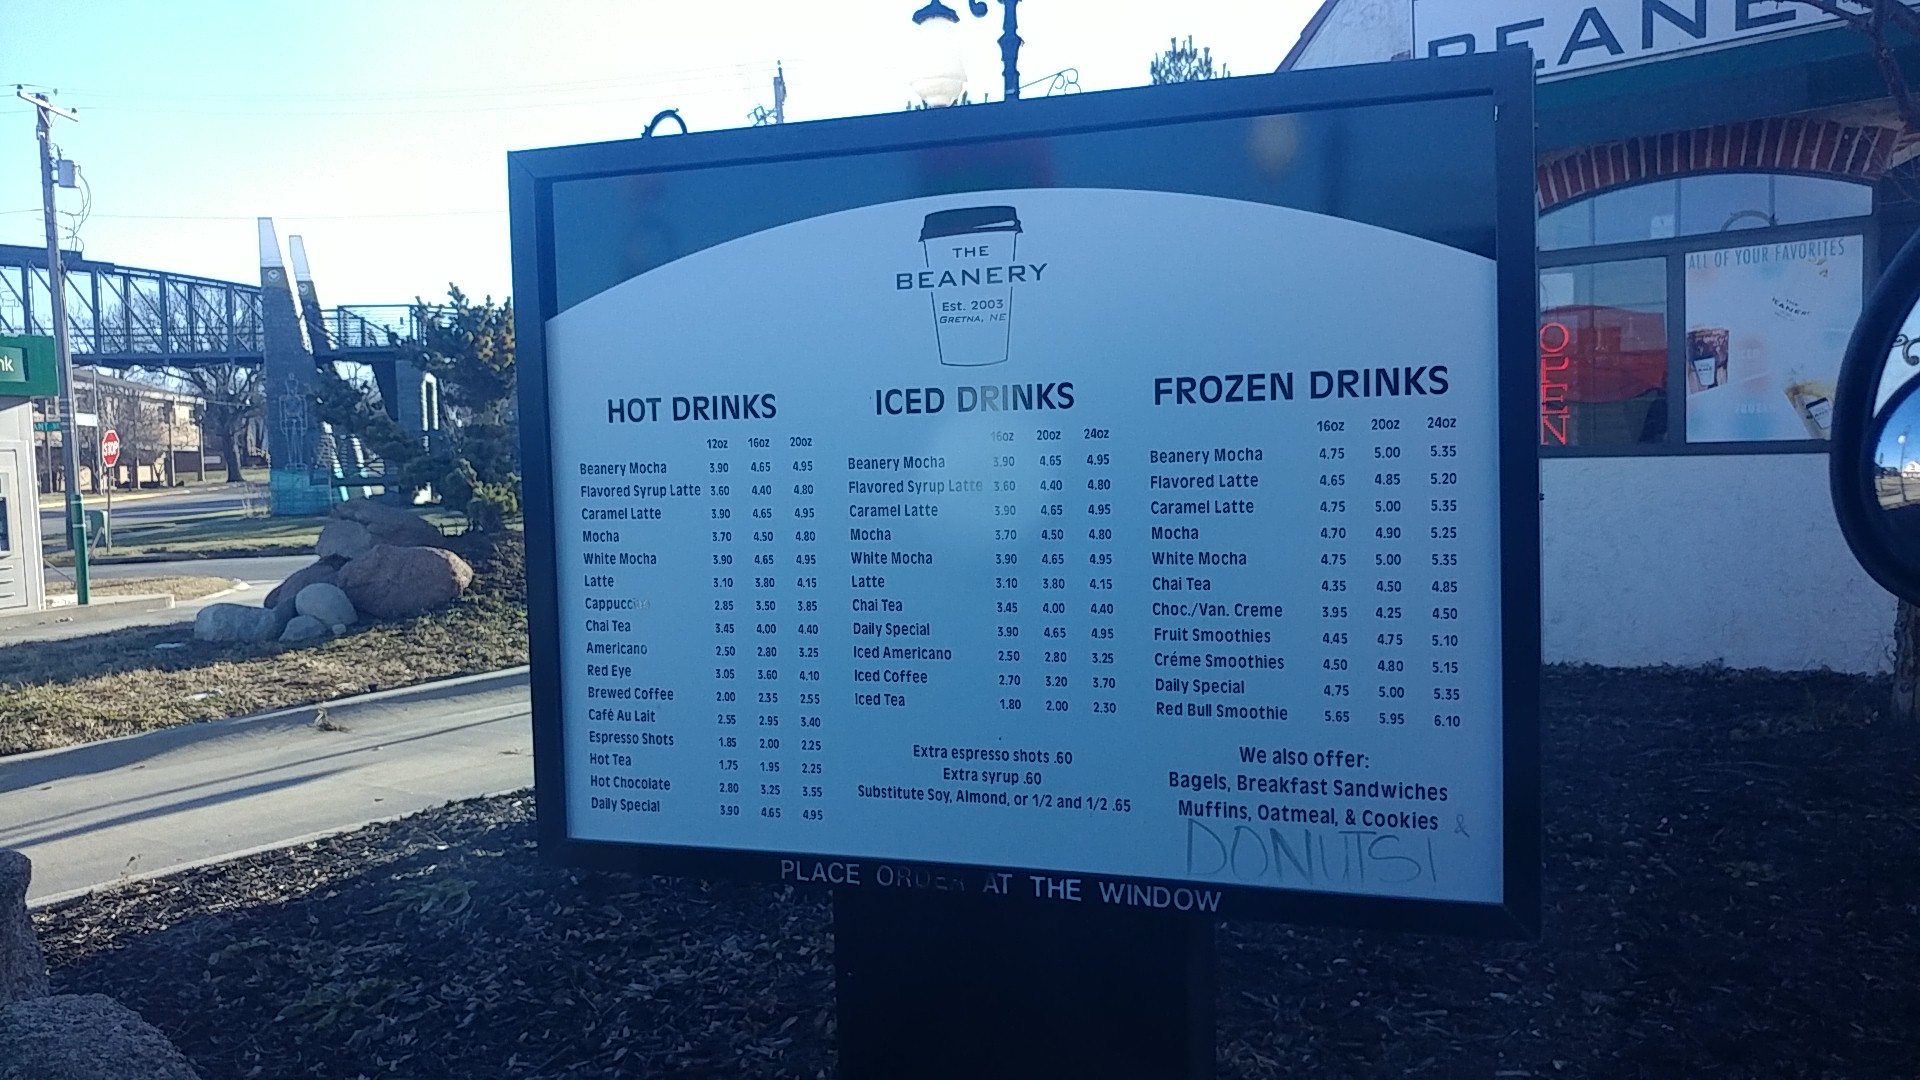 BEANE
THE
BEANERY
Est. 2003
GRETNA, NE
HOT DRINKS
12oz 16oz 20oz
Beanery Mocha 3.90 4.65 4.95
Flavored Syrup Latte 3.60 4.40 4.80
Caramel Latte 3.90 4.65 4.95
Mocha 3.70 4.50 4.80
White Mocha 3.90 4.65 4.95
Latte 3.10 3.80 4.15
Cappuccino 2.85 3.50 3.85
Chai Tea 3.45 4.00 4.40
Americano 2.50 2.80 3.25
Red Eye 3.05 3.60 4.10
Brewed Coffee 2.00 2.35 2.55
Café Au Lait 2.55 2.95 3.40
Espresso Shots 1.85 2.00 2.25
Hot Tea 1.75 1.95 2.25
Hot Chocolate 2.80 3.25 3.55
Daily Special 3.90 4.65 4.95
ICED DRINKS
16oz 20oz 24oz
Beanery Mocha 3.90 4.65 4.95
Flavored Syrup Latte 3.60 4.40 4.80
Caramel Latte 3.90 4.65 4.95
Mocha 3.70 4.50 4.80
White Mocha 3.90 4.65 4.95
Latte 3.10 3.80 4.15
Chai Tea 3.45 4.00 4.40
Daily Special 3.90 4.65 4.95
Iced Americano 2.50 2.80 3.25
Iced Coffee 2.70 3.20 3.70
Iced Tea 1.80 2.00 2.30
Extra espresso shots .60
Extra syrup .60
Substitute Soy, Almond, or 1/2 and 1/2 .65
FROZEN DRINKS
16oz 20oz 24oz
Beanery Mocha 4.75 5.00 5.35
Flavored Latte 4.65 4.85 5.20
Caramel Latte 4.75 5.00 5.35
Mocha 4.70 4.90 5.25
White Mocha 4.75 5.00 5.35
Chai Tea 4.35 4.50 4.85
Choc./Van. Creme 3.95 4.25 4.50
Fruit Smoothies 4.45 4.75 5.10
Créme Smoothies 4.50 4.80 5.15
Daily Special 4.75 5.00 5.35
Red Bull Smoothie 5.65 5.95 6.10
We also offer:
Bagels, Breakfast Sandwiches
Muffins, Oatmeal, & Cookies &
DONUTS!
PLACE ORDER AT THE WINDOW
ALL OF YOUR FAVORITES
OPEN
STOP
nk